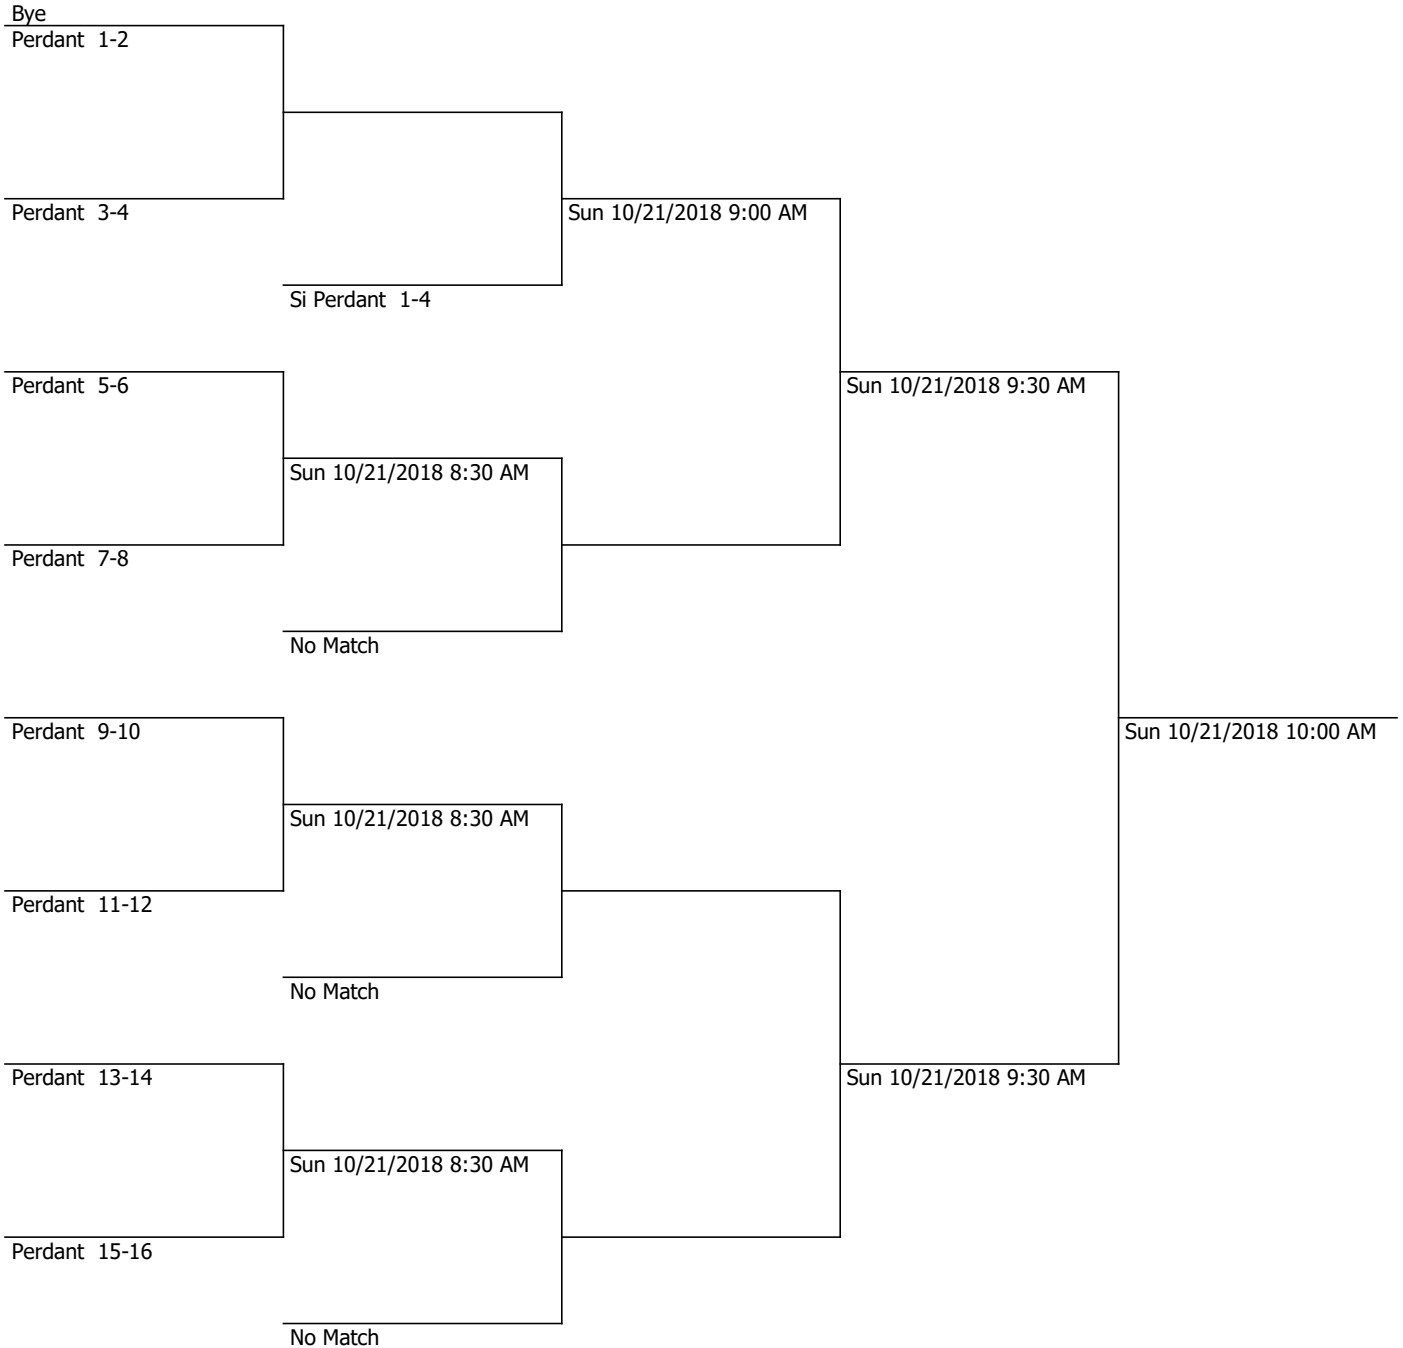 Bye
Perdant 1-2
Perdant 3-4
Sun 10/21/2018 9:00 AM
Si Perdant 1-4
Perdant 5-6
Sun 10/21/2018 9:30 AM
Sun 10/21/2018 8:30 AM
Perdant 7-8
No Match
Perdant 9-10
Sun 10/21/2018 10:00 AM
Sun 10/21/2018 8:30 AM
Perdant 11-12
No Match
Perdant 13-14
Sun 10/21/2018 9:30 AM
Sun 10/21/2018 8:30 AM
Perdant 15-16
No Match